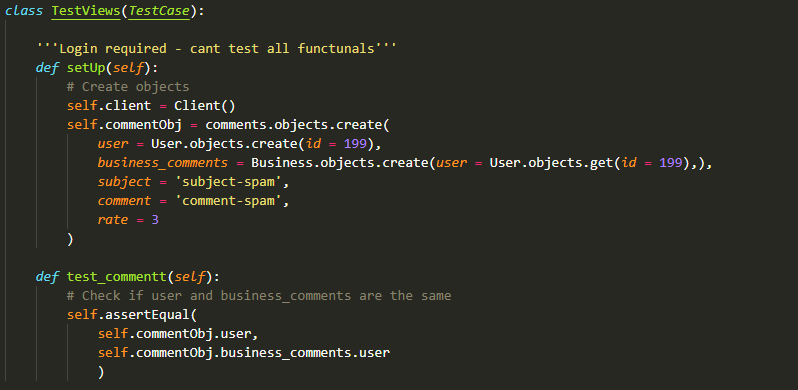 class TestViews(TestCase):
'''Login required - cant test all functunals'''
def setUp(self):
# Create objects
self.client = Client()
self.commentObj = comments.objects.create(
user = User.objects.create(id = 199),
business_comments = Business.objects.create(user = User.objects.get(id = 199),),
subject = 'subject-spam',
comment = 'comment-spam',
rate = 3
)
def test_commentt(self):
# Check if user and business_comments are the same
self.assertEqual(
self.commentObj.user,
self.commentObj.business_comments.user
)